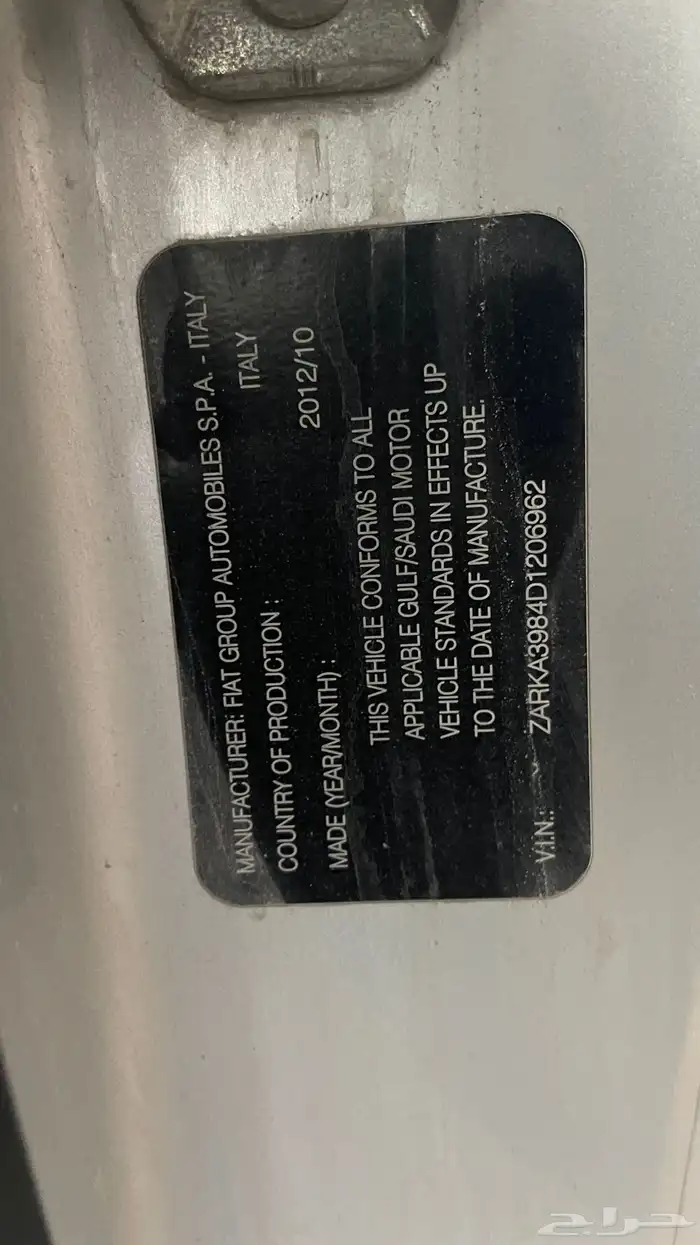 MANUFACTURER: FIAT GROUP AUTOMOBILES S.P.A. - ITALY
COUNTRY OF PRODUCTION : ITALY
MADE (YEAR/MONTH) : 2012/10
THIS VEHICLE CONFORMS TO ALL
APPLICABLE GULF/SAUDI MOTOR
VEHICLE STANDARDS IN EFFECTS UP
TO THE DATE OF MANUFACTURE.
V.I.N.: ZARKA3984D1206962
حراج